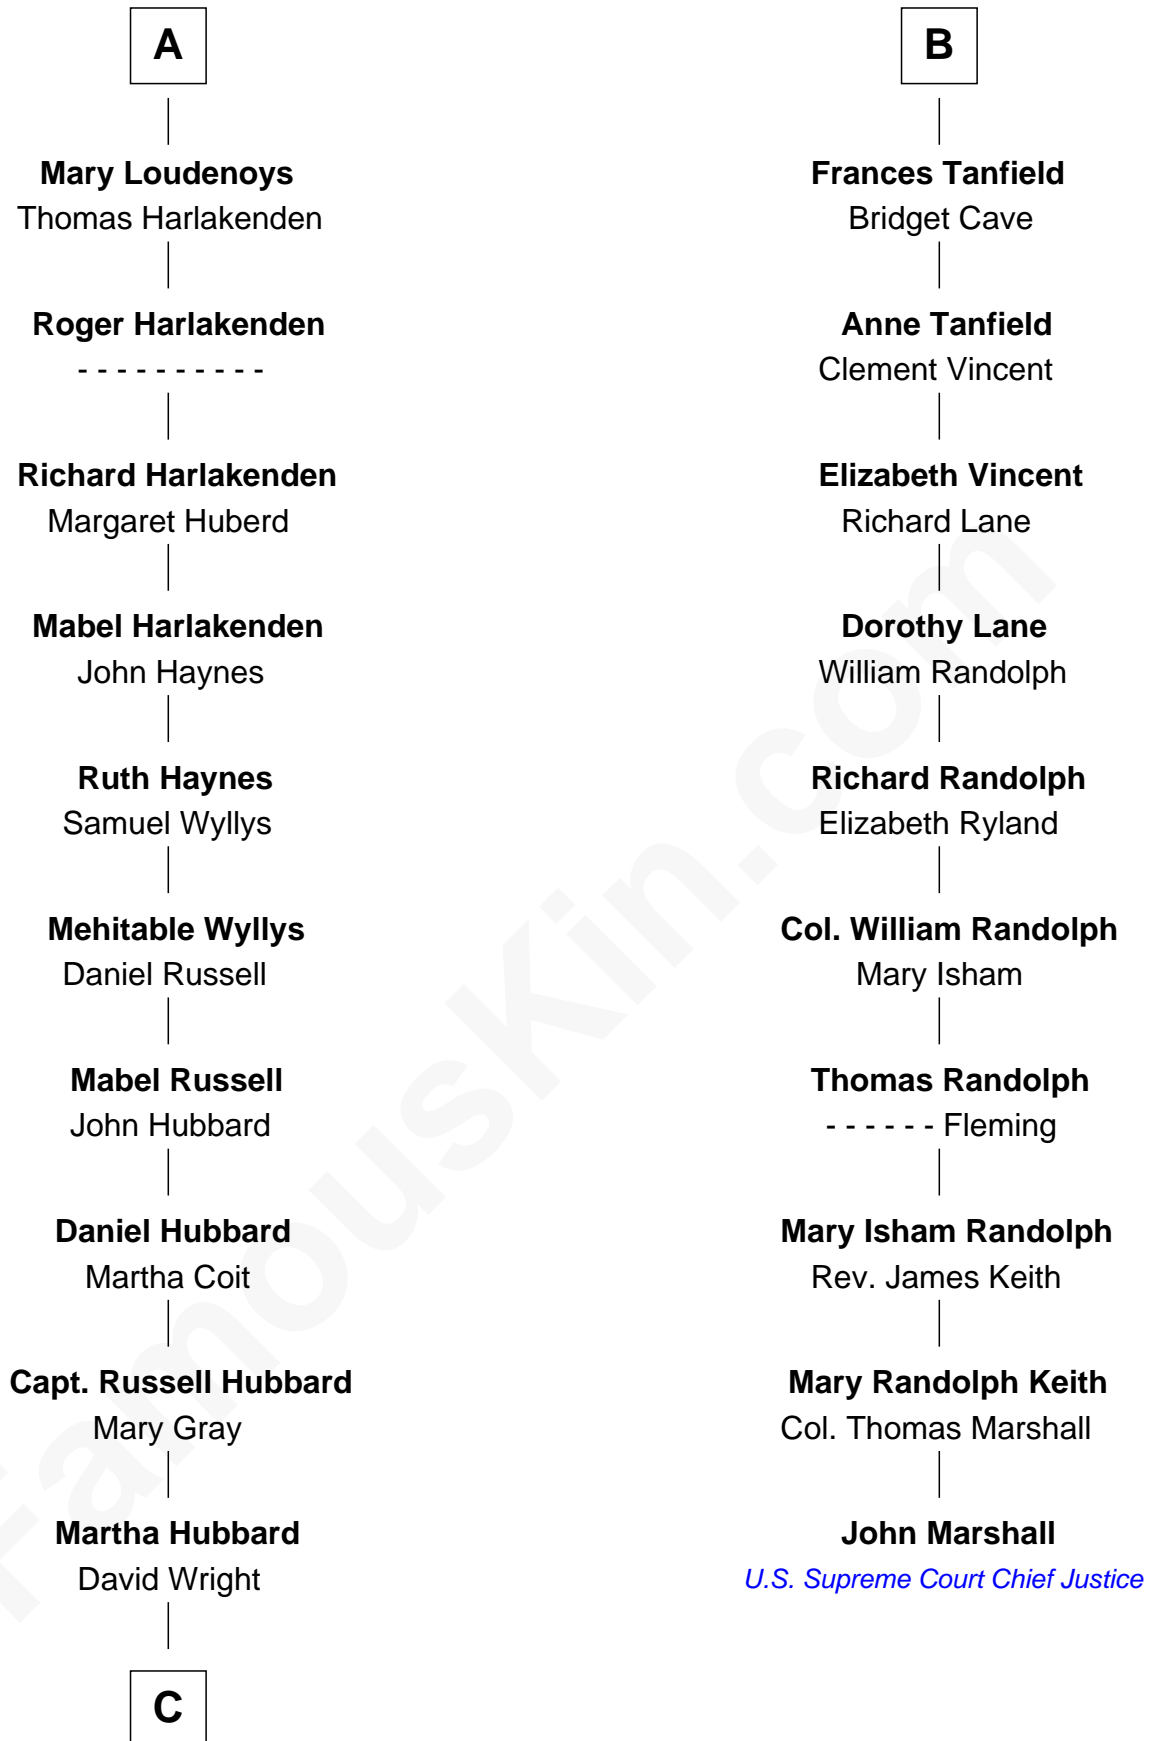 A
Mary Loudenoys
Thomas Harlakenden
Roger Harlakenden
- - - - - - - - - -
Richard Harlakenden
Margaret Huberd
Mabel Harlakenden
John Haynes
Ruth Haynes
Samuel Wyllys
Mehitable Wyllys
Daniel Russell
Mabel Russell
John Hubbard
Daniel Hubbard
Martha Coit
Capt. Russell Hubbard
Mary Gray
Martha Hubbard
David Wright
C
B
Frances Tanfield
Bridget Cave
Anne Tanfield
Clement Vincent
Elizabeth Vincent
Richard Lane
Dorothy Lane
William Randolph
Richard Randolph
Elizabeth Ryland
Col. William Randolph
Mary Isham
Thomas Randolph
- - - - - - Fleming
Mary Isham Randolph
Rev. James Keith
Mary Randolph Keith
Col. Thomas Marshall
John Marshall
U.S. Supreme Court Chief Justice
FamousKin.com